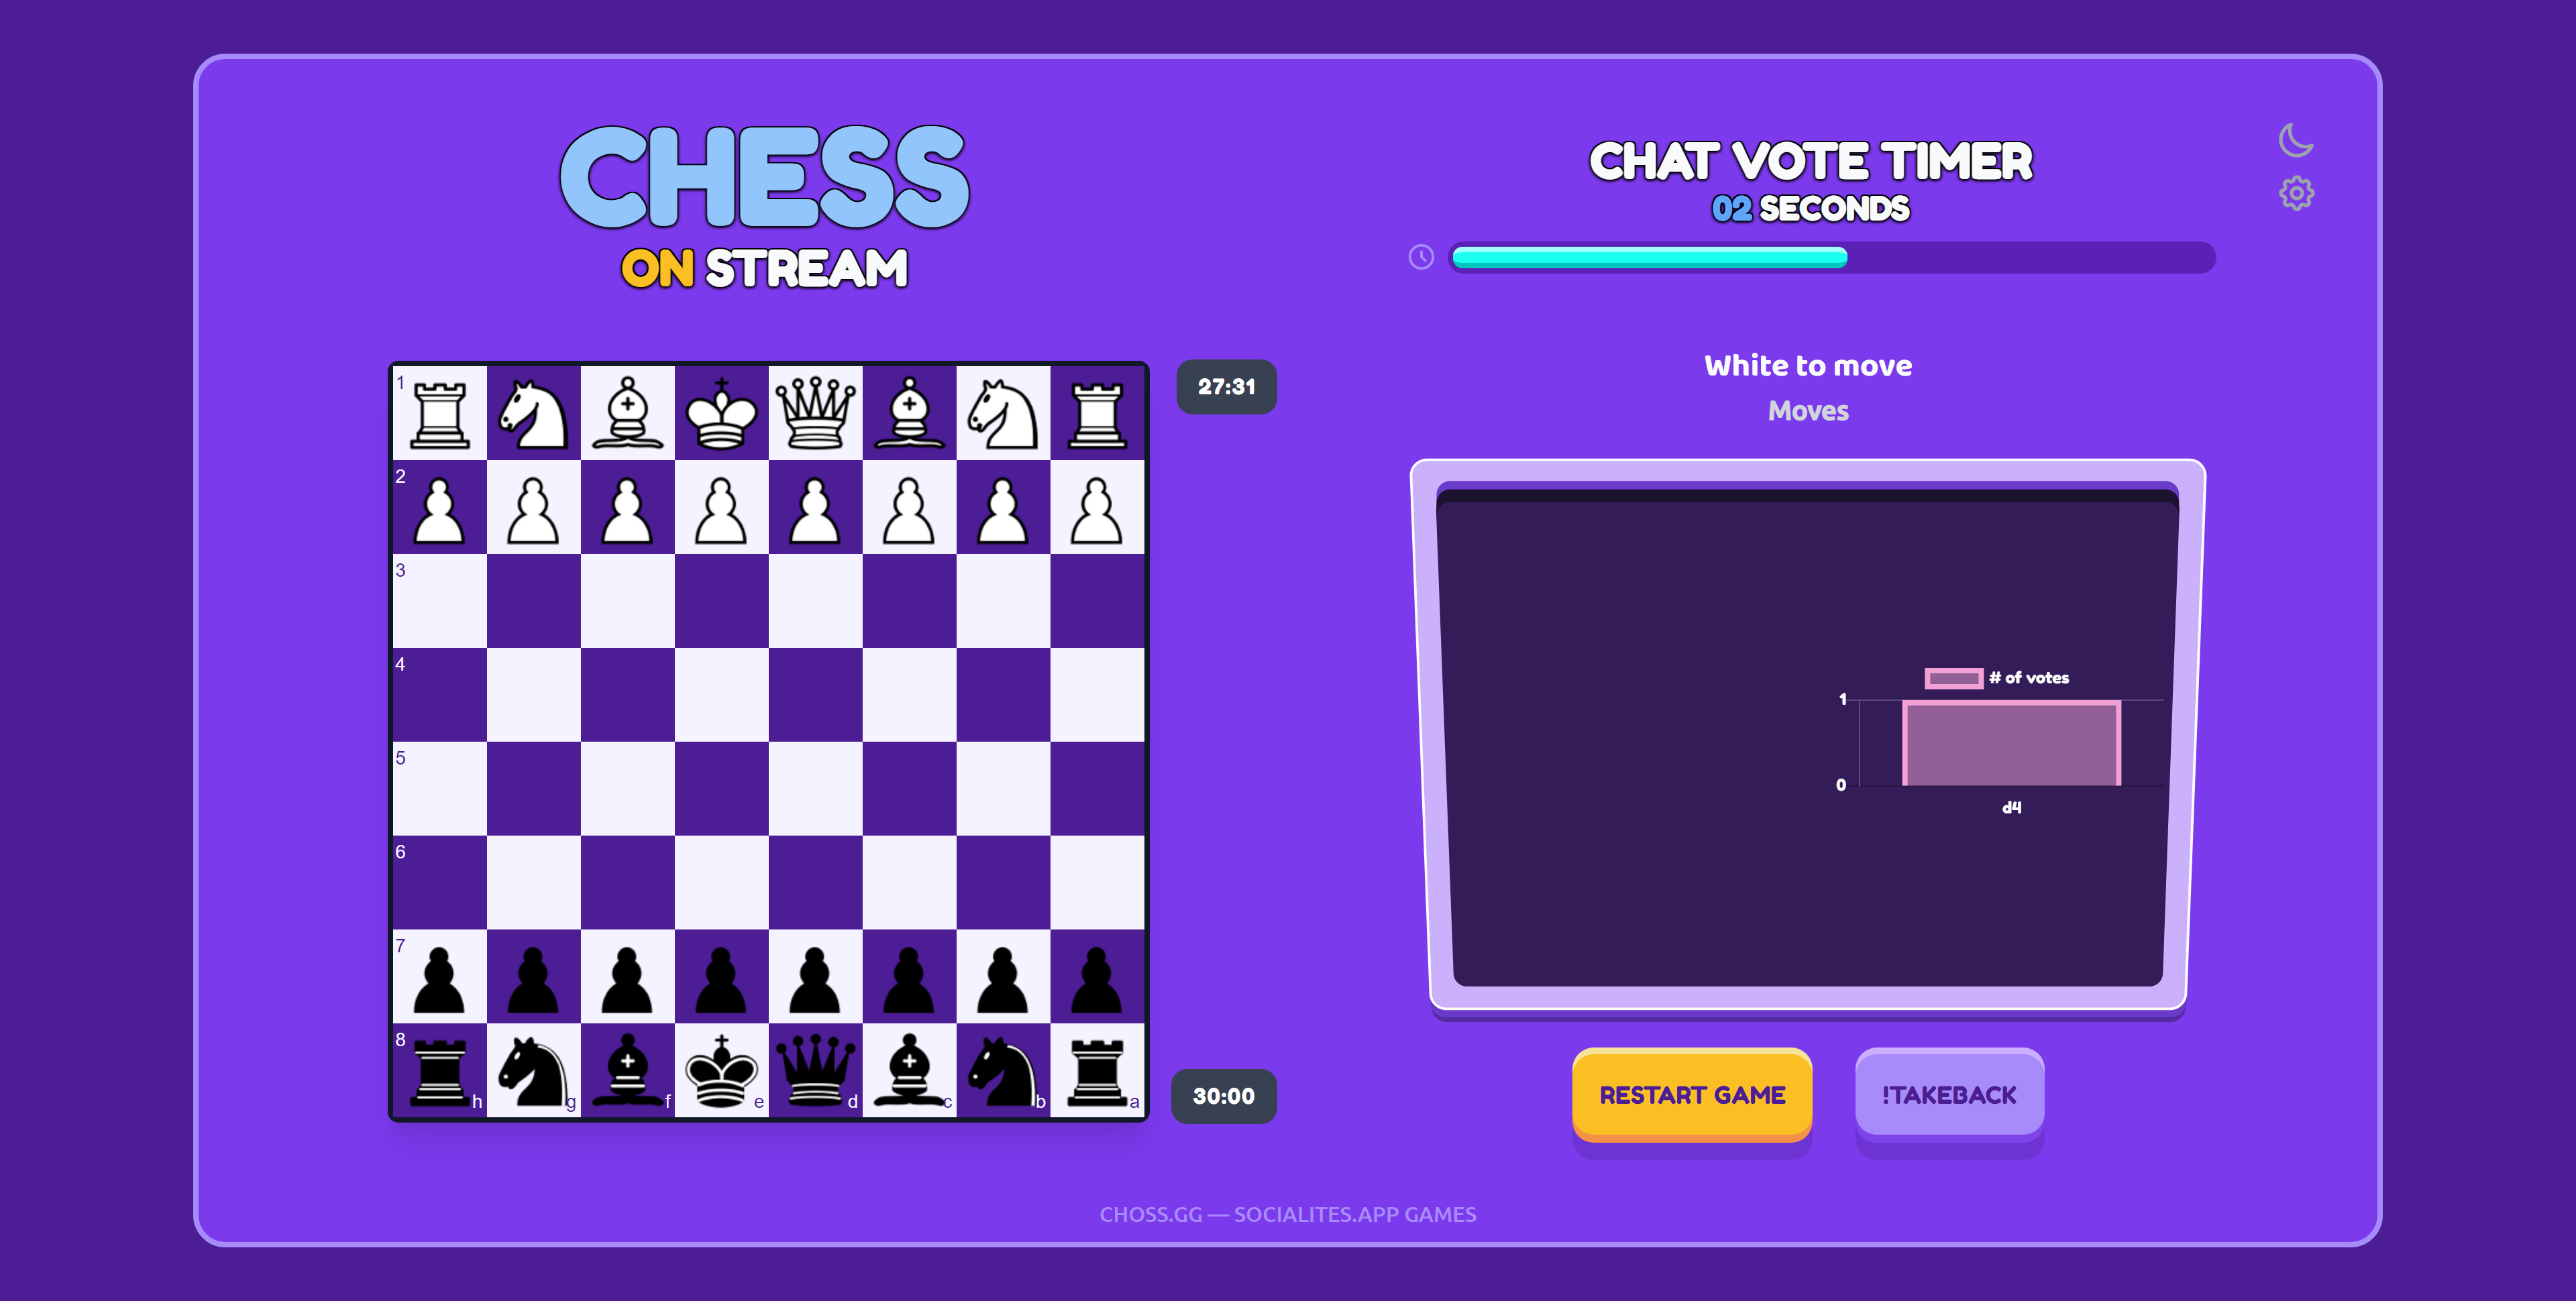 CHESS
ON STREAM
CHAT VOTE TIMER
02 SECONDS
27:31
White to move
Moves
1
2
3
4
5
6
7
8
h g f e d c b a
30:00
# of votes
1
0
d4
RESTART GAME
!TAKEBACK
CHOSS.GG — SOCIALITES.APP GAMES